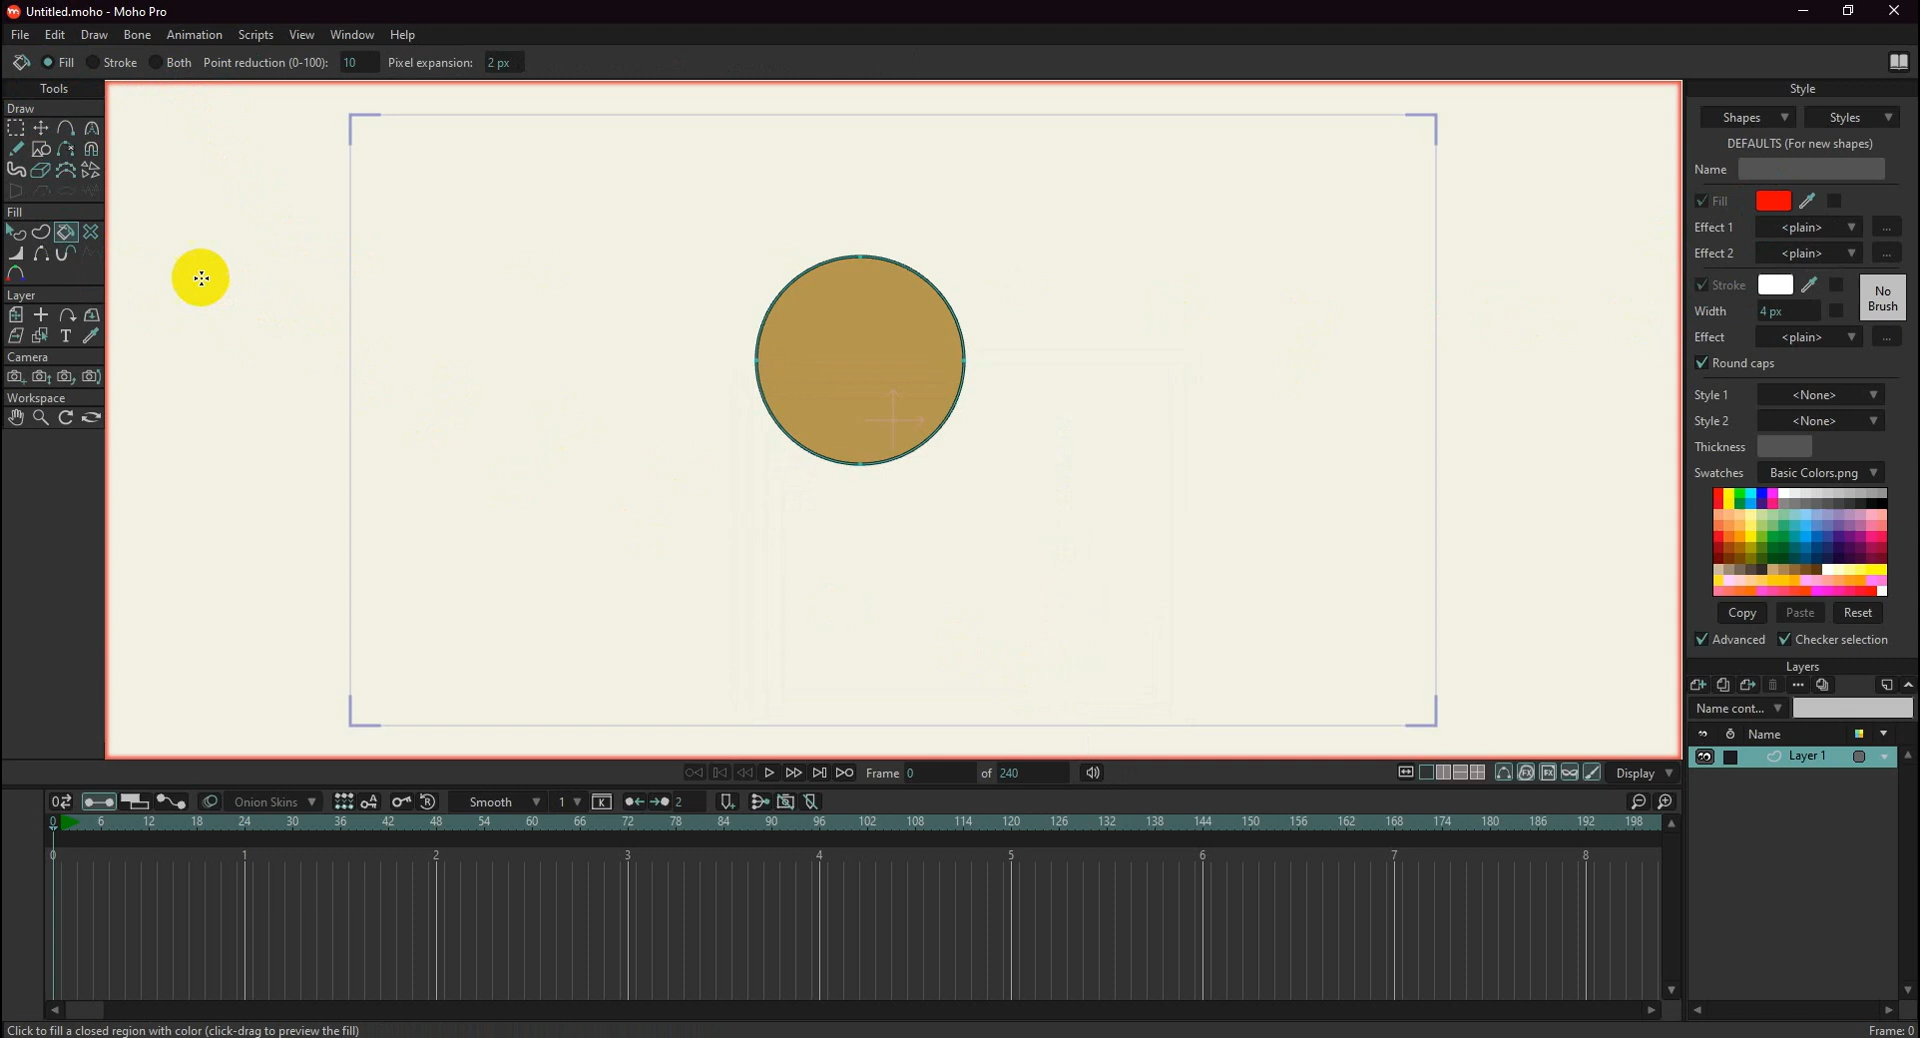 Untitled.moho - Moho Pro
File Edit Draw Bone Animation Scripts View Window Help
Fill Stroke Both Point reduction (0-100): 10 Pixel expansion: 2 px
Tools
Draw
Fill
Layer
T
Camera
Workspace
Style
Shapes Styles
DEFAULTS (For new shapes)
Name
Fill
Effect 1 <plain> ...
Effect 2 <plain> ...
Stroke No Brush
Width 4 px
Effect <plain> ...
Round caps
Style 1 <None>
Style 2 <None>
Thickness
Swatches Basic Colors.png
Copy Paste Reset
Advanced Checker selection
Layers
Name cont...
Name
Layer 1
Frame 0 of 240 Display
Onion Skins Smooth 1 K 2
0 6 12 18 24 30 36 42 48 54 60 66 72 78 84 90 96 102 108 114 120 126 132 138 144 150 156 162 168 174 180 186 192 198
0 1 2 3 4 5 6 7 8
Click to fill a closed region with color (click-drag to preview the fill) Frame: 0